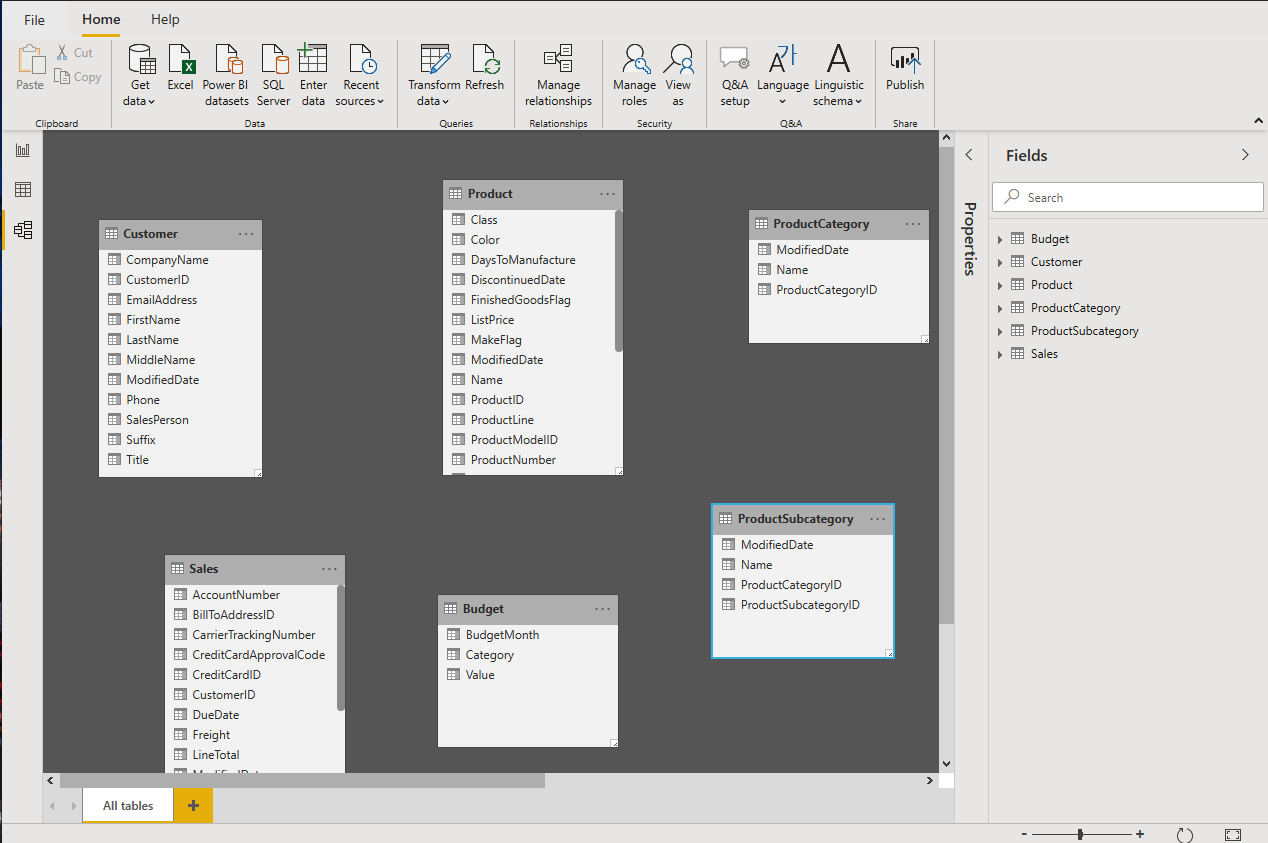 File Home Help
Paste
Cut
Copy
Clipboard
Get data
Excel
Power BI datasets
SQL Server
Enter data
Recent sources
Data
Transform data
Refresh
Queries
Manage relationships
Relationships
Manage roles
View as
Security
Q&A setup
Language
Linguistic schema
Q&A
Publish
Share
Customer
CompanyName
CustomerID
EmailAddress
FirstName
LastName
MiddleName
ModifiedDate
Phone
SalesPerson
Suffix
Title
Product
Class
Color
DaysToManufacture
DiscontinuedDate
FinishedGoodsFlag
ListPrice
MakeFlag
ModifiedDate
Name
ProductID
ProductLine
ProductModelID
ProductNumber
ProductCategory
ModifiedDate
Name
ProductCategoryID
Sales
AccountNumber
BillToAddressID
CarrierTrackingNumber
CreditCardApprovalCode
CreditCardID
CustomerID
DueDate
Freight
LineTotal
Budget
BudgetMonth
Category
Value
ProductSubcategory
ModifiedDate
Name
ProductCategoryID
ProductSubcategoryID
Properties
Fields
Search
Budget
Customer
Product
ProductCategory
ProductSubcategory
Sales
All tables